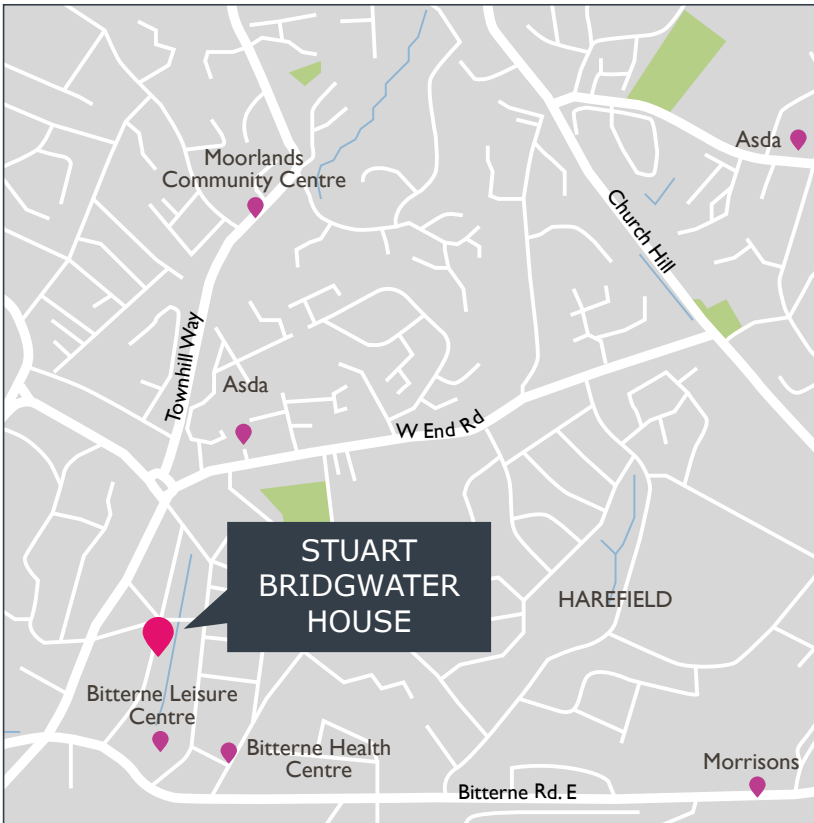 Asda
Moorlands
Community Centre
Church Hill
Townhill Way
Asda
W End Rd
STUART
BRIDGWATER
HOUSE
HAREFIELD
Bitterne Leisure
Centre
Bitterne Health
Centre
Morrisons
Bitterne Rd. E